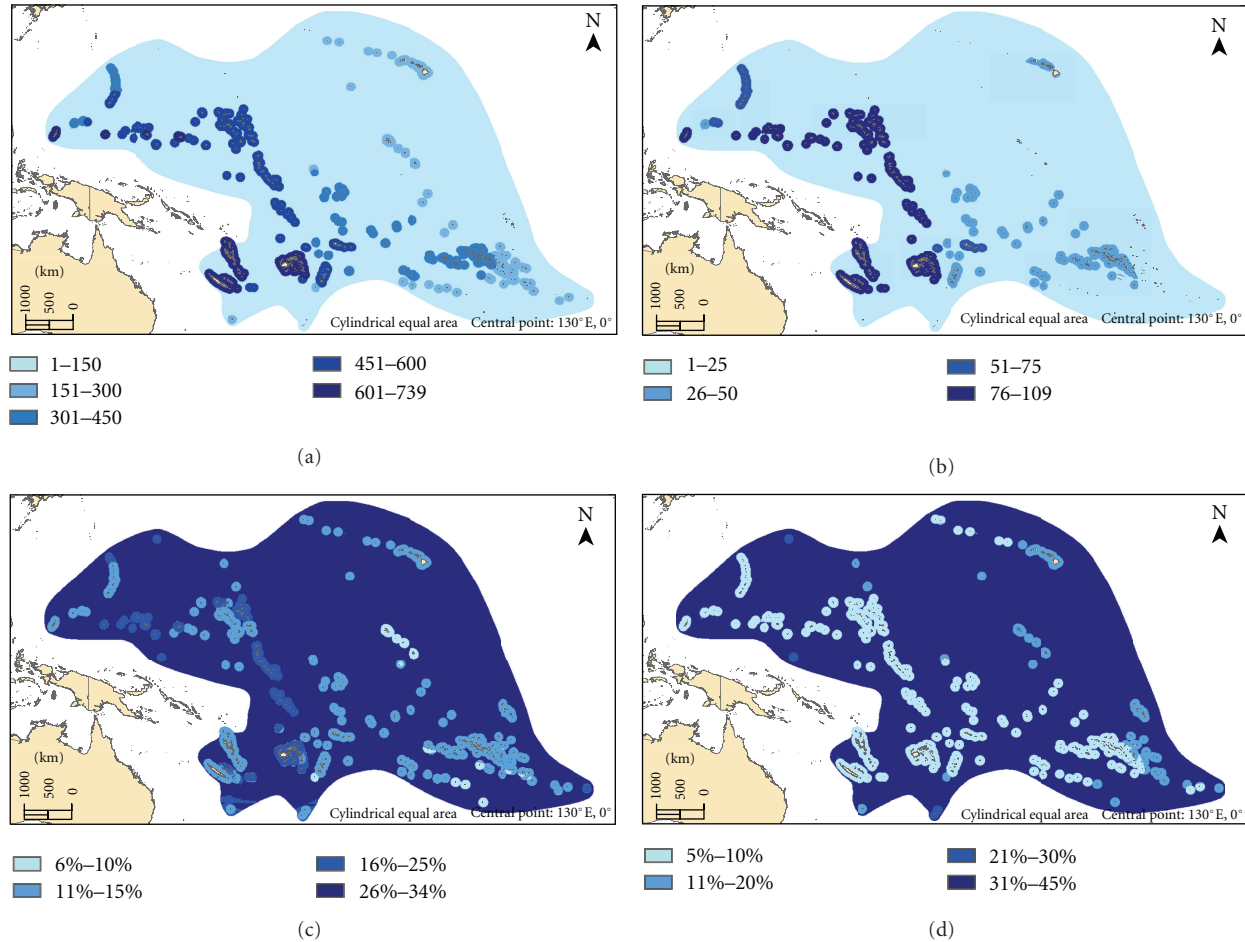 N
(km)
1000
500
0
Cylindrical equal area Central point: 130°E, 0°
1–150
151–300
301–450
451–600
601–739
(a)
N
(km)
1000
500
0
Cylindrical equal area Central point: 130°E, 0°
1–25
26–50
51–75
76–109
(b)
N
(km)
1000
500
0
Cylindrical equal area Central point: 130°E, 0°
6%–10%
11%–15%
16%–25%
26%–34%
(c)
N
(km)
1000
500
0
Cylindrical equal area Central point: 130°E, 0°
5%–10%
11%–20%
21%–30%
31%–45%
(d)